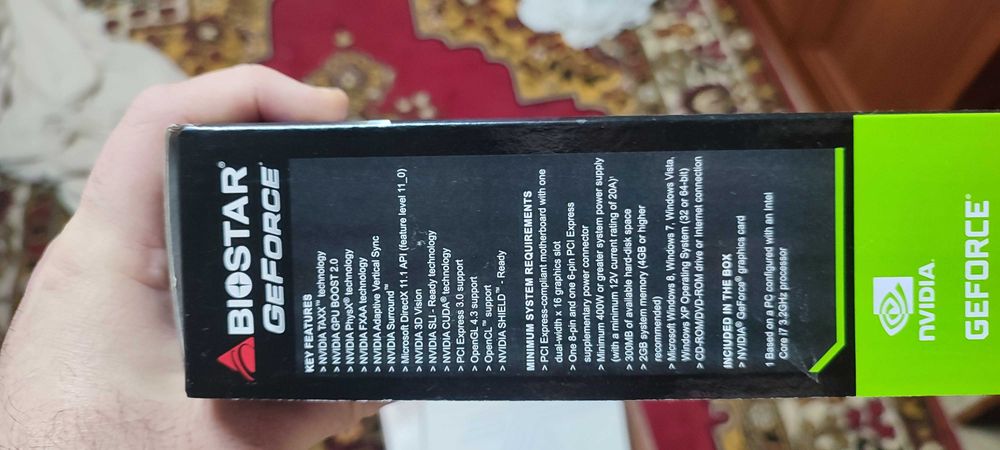 BIOSTAR®
GEFORCE®
KEY FEATURES
> NVIDIA TAXX™ technology
> NVIDIA GPU BOOST 2.0
> NVIDIA PhysX® technology
> NVIDIA FXAA technology
> NVIDIA Adaptive Vertical Sync
> NVIDIA Surround™
> Microsoft DirectX 11.1 API (feature level 11_0)
> NVIDIA 3D Vision
> NVIDIA SLI - Ready technology
> NVIDIA CUDA® technology
> PCI Express 3.0 support
> OpenGL 4.3 support
> OpenCL™ support
> NVIDIA SHIELD™ - Ready
MINIMUM SYSTEM REQUIREMENTS
> PCI Express-compliant motherboard with one
dual-width x 16 graphics slot
> One 8-pin and one 6-pin PCI Express
supplementary power connector
> Minimum 400W or greater system power supply
(with a minimum 12V current rating of 20A)¹
> 300MB of available hard-disk space
> 2GB system memory (4GB or higher
recommended)
> Microsoft Windows 8, Windows 7, Windows Vista,
Windows XP Operating System (32 or 64-bit)
> CD-ROM/DVD-ROM drive or Internet connection
INCLUDED IN THE BOX
> NVIDIA® GeForce® graphics card
1 Based on a PC configured with an Intel
Core i7 3.2GHz processor
NVIDIA.
GEFORCE®